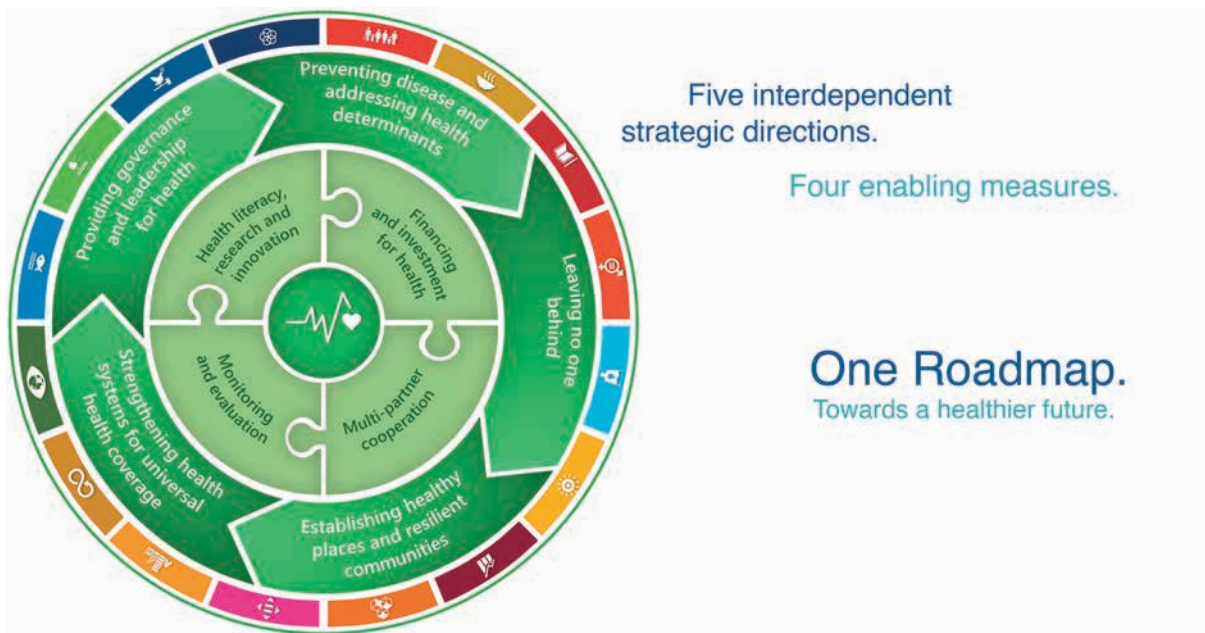 Preventing disease and
addressing health
determinants
Leaving no one
behind
Establishing healthy
places and resilient
communities
Strengthening health
systems for universal
health coverage
Providing governance
and leadership
for health
Health literacy,
research and
innovation
Financing
and investment
for health
Multi-partner
cooperation
Monitoring
and evaluation
Five interdependent
strategic directions.
Four enabling measures.
One Roadmap.
Towards a healthier future.